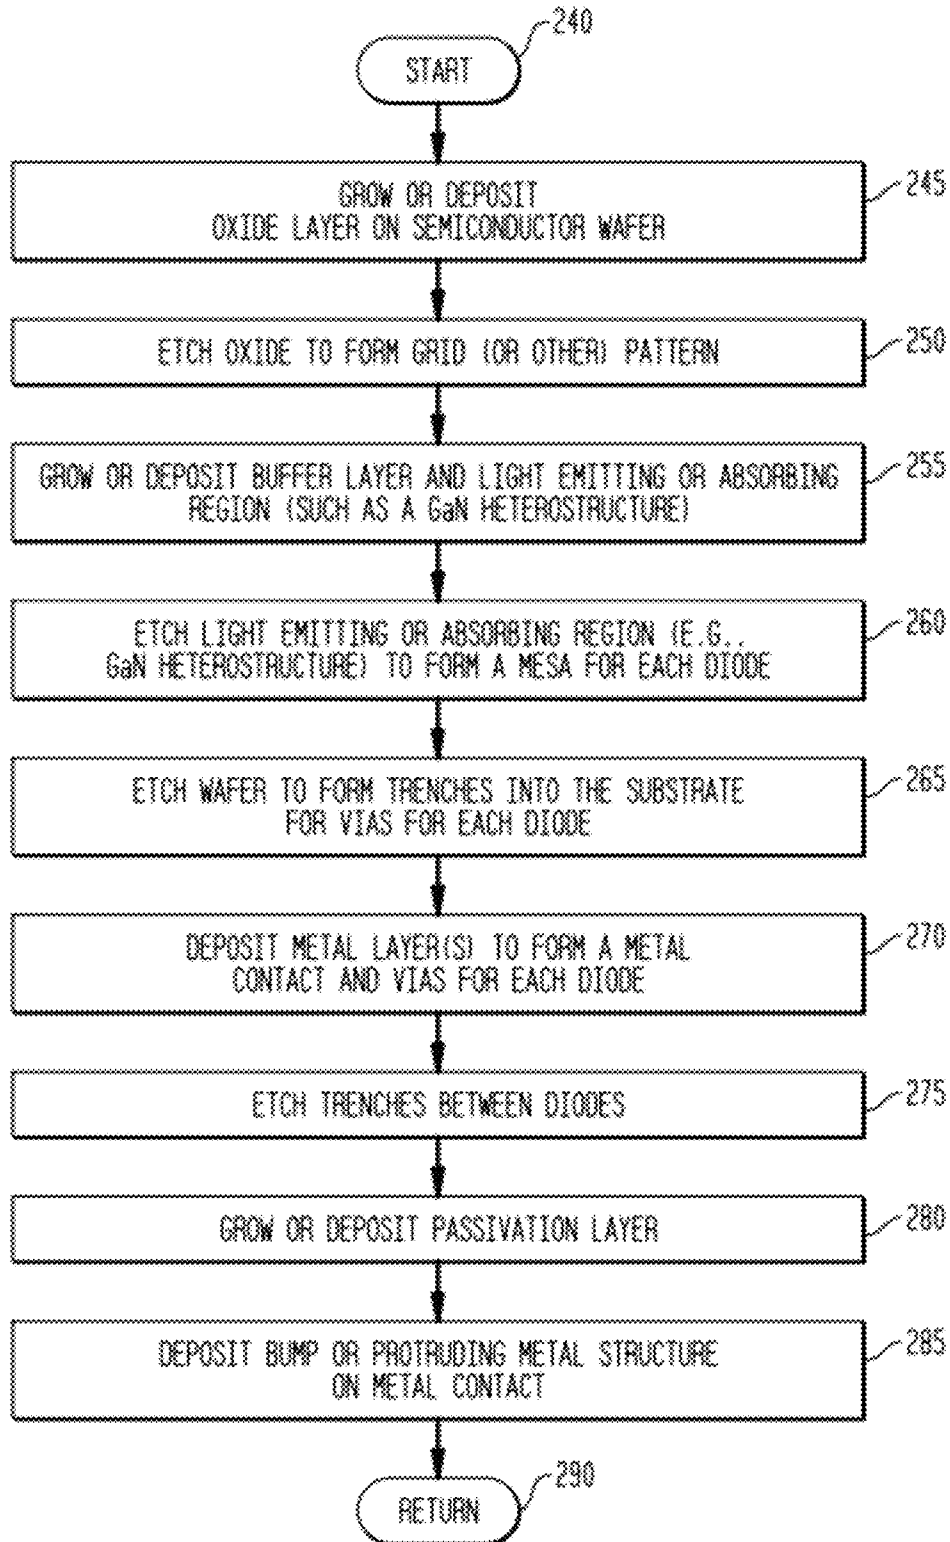 240
START
245
GROW OR DEPOSIT
OXIDE LAYER ON SEMICONDUCTOR WAFER
250
ETCH OXIDE TO FORM GRID (OR OTHER) PATTERN
255
GROW OR DEPOSIT BUFFER LAYER AND LIGHT EMITTING OR ABSORBING
REGION (SUCH AS A GaN HETEROSTRUCTURE)
260
ETCH LIGHT EMITTING OR ABSORBING REGION (E.G.,
GaN HETEROSTRUCTURE) TO FORM A MESA FOR EACH DIODE
265
ETCH WAFER TO FORM TRENCHES INTO THE SUBSTRATE
FOR VIAS FOR EACH DIODE
270
DEPOSIT METAL LAYER(S) TO FORM A METAL
CONTACT AND VIAS FOR EACH DIODE
275
ETCH TRENCHES BETWEEN DIODES
280
GROW OR DEPOSIT PASSIVATION LAYER
285
DEPOSIT BUMP OR PROTRUDING METAL STRUCTURE
ON METAL CONTACT
290
RETURN